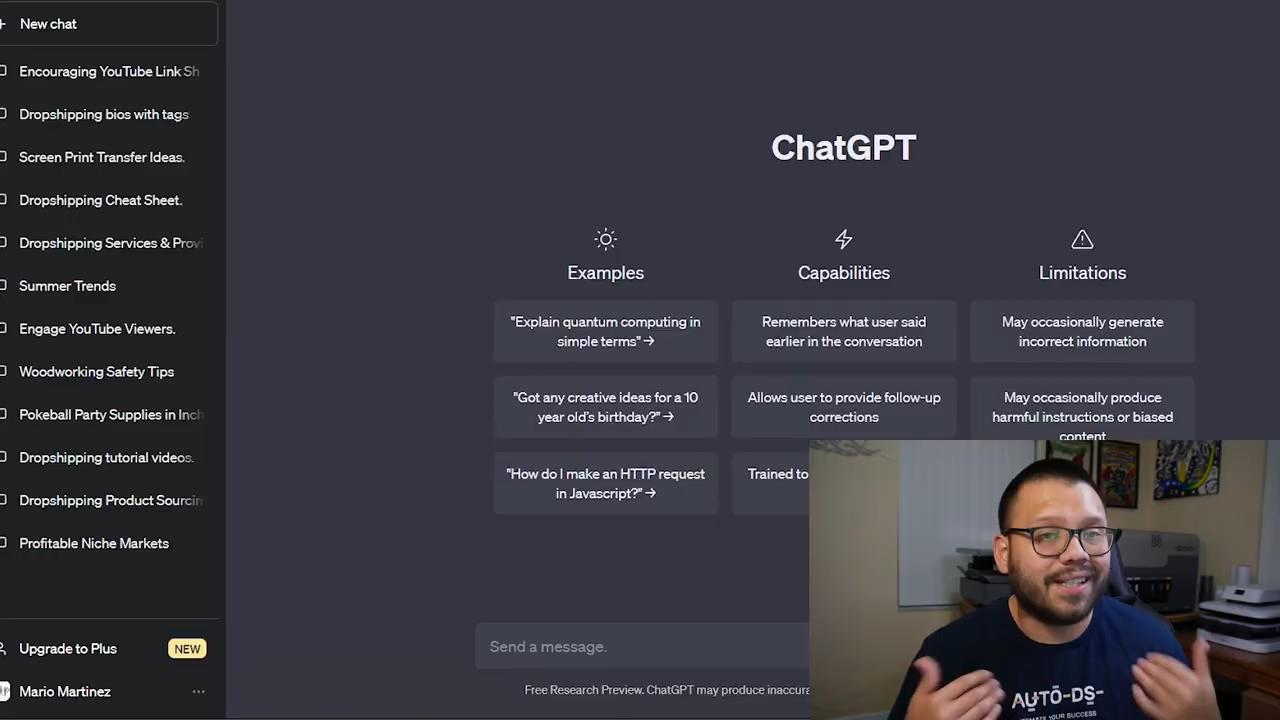 New chat
Encouraging YouTube Link Sh
Dropshipping bios with tags
Screen Print Transfer Ideas.
Dropshipping Cheat Sheet.
Dropshipping Services & Provi
Summer Trends
Engage YouTube Viewers.
Woodworking Safety Tips
Pokeball Party Supplies in Inch
Dropshipping tutorial videos.
Dropshipping Product Sourcin
Profitable Niche Markets
Upgrade to Plus NEW
Mario Martinez ...
ChatGPT
Examples
"Explain quantum computing in
simple terms" →
"Got any creative ideas for a 10
year old's birthday?" →
"How do I make an HTTP request
in Javascript?" →
Capabilities
Remembers what user said
earlier in the conversation
Allows user to provide follow-up
corrections
Trained to
Limitations
May occasionally generate
incorrect information
May occasionally produce
harmful instructions or biased
content
Send a message.
Free Research Preview. ChatGPT may produce inaccura
AUTŌ-DS-
OMATE YOUR SUCCESS